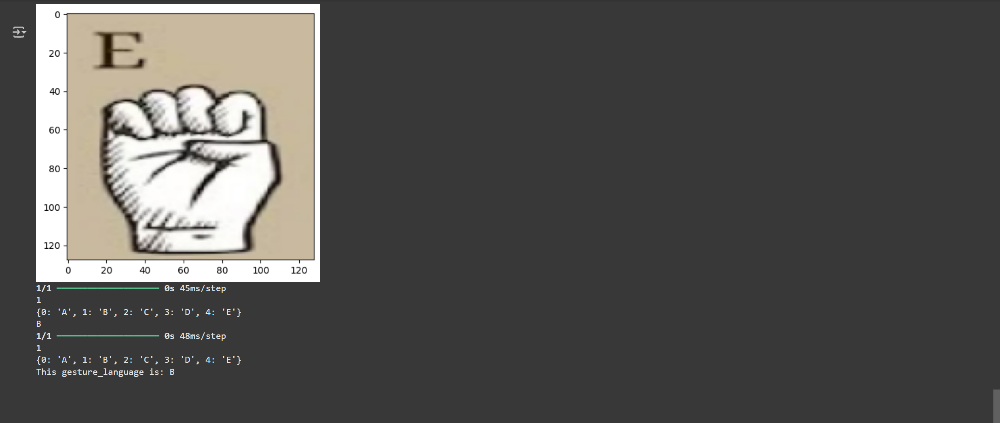 0
20
40
60
80
100
120
E
0 20 40 60 80 100 120
1/1 ━━━━━━━━━━━━━━━━━━━━ 0s 45ms/step
1
{0: 'A', 1: 'B', 2: 'C', 3: 'D', 4: 'E'}
B
1/1 ━━━━━━━━━━━━━━━━━━━━ 0s 48ms/step
1
{0: 'A', 1: 'B', 2: 'C', 3: 'D', 4: 'E'}
This gesture_language is: B